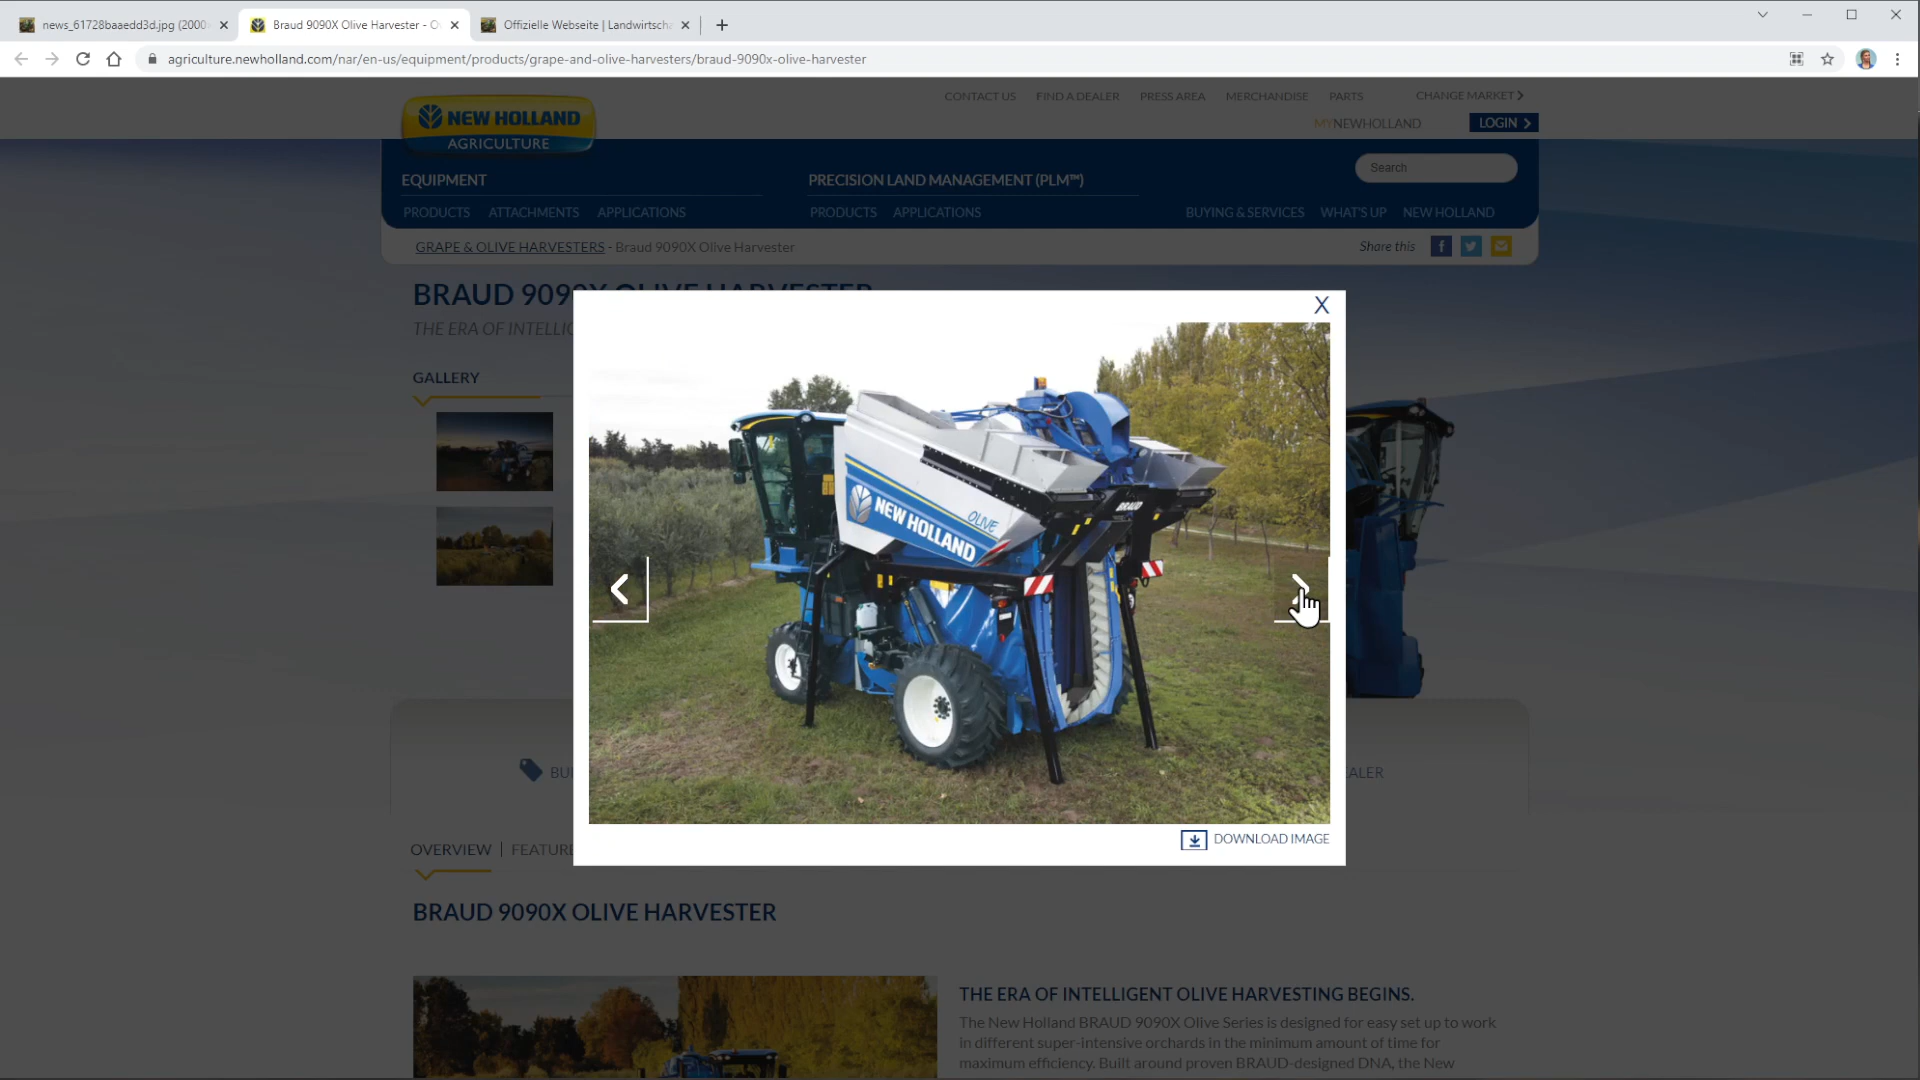 news_61728baaedd3d.jpg (2000
Braud 9090X Olive Harvester - O
Offizielle Webseite | Landwirtscha
agriculture.newholland.com/nar/en-us/equipment/products/grape-and-olive-harvesters/braud-9090x-olive-harvester
CONTACT US FIND A DEALER PRESS AREA MERCHANDISE PARTS CHANGE MARKET
NEW HOLLAND
AGRICULTURE
MYNEWHOLLAND
LOGIN
EQUIPMENT
PRECISION LAND MANAGEMENT (PLM™)
Search
PRODUCTS ATTACHMENTS APPLICATIONS
PRODUCTS APPLICATIONS
BUYING & SERVICES WHAT'S UP NEW HOLLAND
GRAPE & OLIVE HARVESTERS - Braud 9090X Olive Harvester
Share this
BRAUD 9090X OLIVE HARVESTER
THE ERA OF INTELLIG
X
GALLERY
NEW HOLLAND
OLIVE
BRAUD
BU
ALER
DOWNLOAD IMAGE
OVERVIEW | FEATURE
BRAUD 9090X OLIVE HARVESTER
THE ERA OF INTELLIGENT OLIVE HARVESTING BEGINS.
The New Holland BRAUD 9090X Olive Series is designed for easy set up to work
in different super-intensive orchards in the minimum amount of time for
maximum efficiency. Built around proven BRAUD-designed DNA, the New